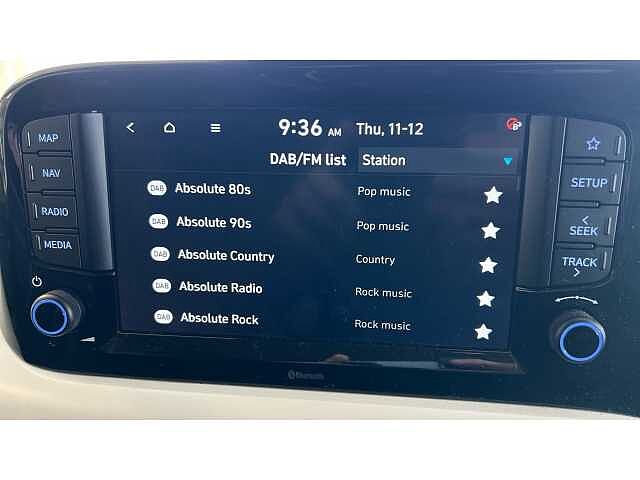 9:36 AM Thu, 11-12
DAB/FM list Station
DAB Absolute 80s Pop music
DAB Absolute 90s Pop music
DAB Absolute Country Country
DAB Absolute Radio Rock music
DAB Absolute Rock Rock music
MAP
NAV
RADIO
MEDIA
SETUP
< SEEK
TRACK >
Bluetooth